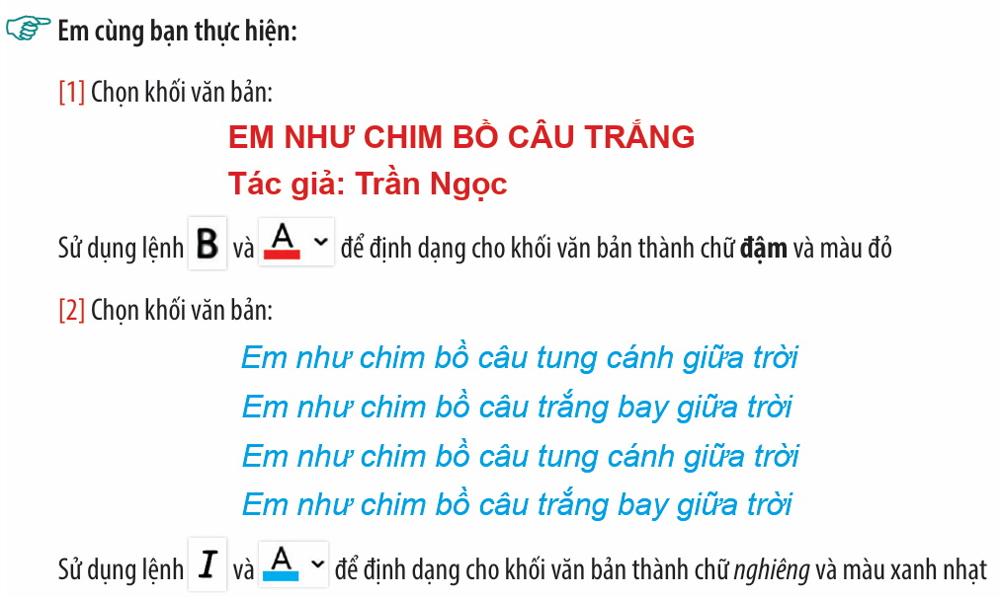 Em cùng bạn thực hiện:
[1] Chọn khối văn bản:
EM NHƯ CHIM BỒ CÂU TRẮNG
Tác giả: Trần Ngọc
Sử dụng lệnh B và A để định dạng cho khối văn bản thành chữ đậm và màu đỏ
[2] Chọn khối văn bản:
Em như chim bồ câu tung cánh giữa trời
Em như chim bồ câu trắng bay giữa trời
Em như chim bồ câu tung cánh giữa trời
Em như chim bồ câu trắng bay giữa trời
Sử dụng lệnh I và A để định dạng cho khối văn bản thành chữ nghiêng và màu xanh nhạt